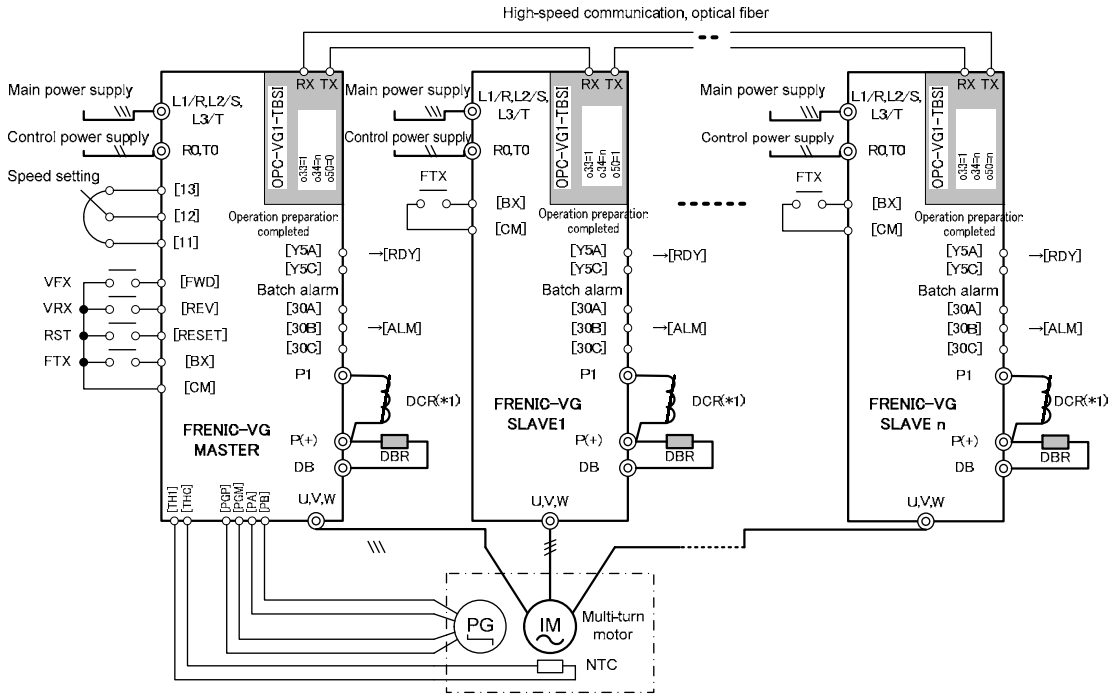 High-speed communication, optical fiber
RX TX
OPC-VG1-TBSI
o33=1
o34=n
o50=0
Main power supply
L1/R,L2/S,
L3/T
Control power supply
R0,T0
Speed setting
[13]
[12]
[11]
Operation preparation:
completed
[Y5A]
[Y5C]
→[RDY]
VFX
[FWD]
VRX
[REV]
RST
[RESET]
FTX
[BX]
[CM]
Batch alarm
[30A]
[30B]
→[ALM]
[30C]
P1
DCR(*1)
FRENIC-VG
MASTER
P(+)
DBR
DB
[TH1]
[THC]
[PGP]
[PGM]
[PA]
[PB]
U,V,W
RX TX
OPC-VG1-TBSI
o33=1
o34=n
o50=1
Main power supply
L1/R,L2/S,
L3/T
Control power supply
R0,T0
FTX
[BX]
[CM]
Operation preparation:
completed
[Y5A]
[Y5C]
→[RDY]
Batch alarm
[30A]
[30B]
→[ALM]
[30C]
P1
DCR(*1)
FRENIC-VG
SLAVE1
P(+)
DBR
DB
U,V,W
RX TX
OPC-VG1-TBSI
o33=1
o34=n
o50=n
Main power supply
L1/R,L2/S,
L3/T
Control power supply
R0,T0
FTX
[BX]
[CM]
Operation preparation:
completed
[Y5A]
[Y5C]
→[RDY]
Batch alarm
[30A]
[30B]
→[ALM]
[30C]
P1
DCR(*1)
FRENIC-VG
SLAVE n
P(+)
DBR
DB
U,V,W
PG
IM
Multi-turn
motor
NTC